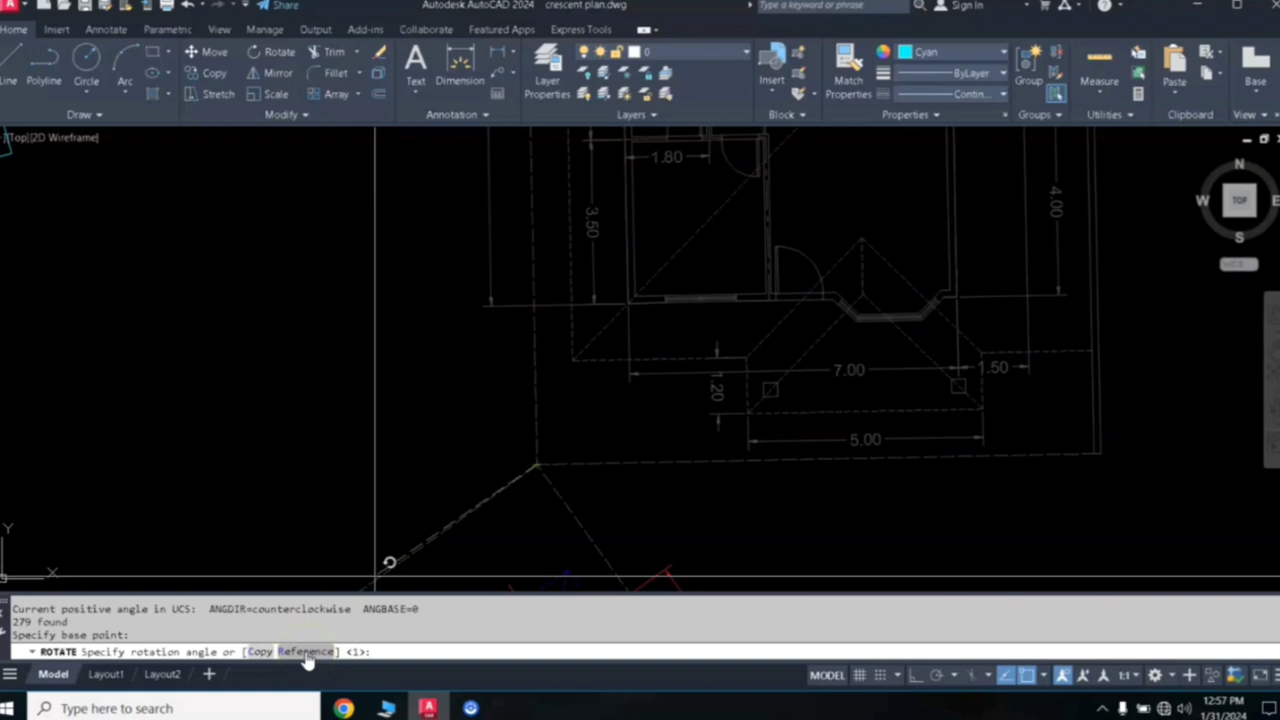 Share
Autodesk AutoCAD 2024 crescent plan.dwg
Type a keyword or phrase
Sign In
Home Insert Annotate Parametric View Manage Output Add-ins Collaborate Featured Apps Express Tools
Line Polyline Circle Arc
Move Rotate Trim
Copy Mirror Fillet
Stretch Scale Array
Text Dimension
Layer Properties
0
Insert
Match Properties
Cyan
ByLayer
Contin...
Group
Measure
Paste
Base
Draw Modify Annotation Layers Block Properties Groups Utilities Clipboard View
[Top][2D Wireframe]
1.80
3.50
4.00
7.00
1.50
1.20
5.00
N
W TOP E
S
WCS
Y
X
Current positive angle in UCS: ANGDIR=counterclockwise ANGBASE=0
279 found
Specify base point:
ROTATE Specify rotation angle or [Copy Reference] <1>:
Model Layout1 Layout2
MODEL
1:1
Type here to search
12:57 PM
1/31/2024